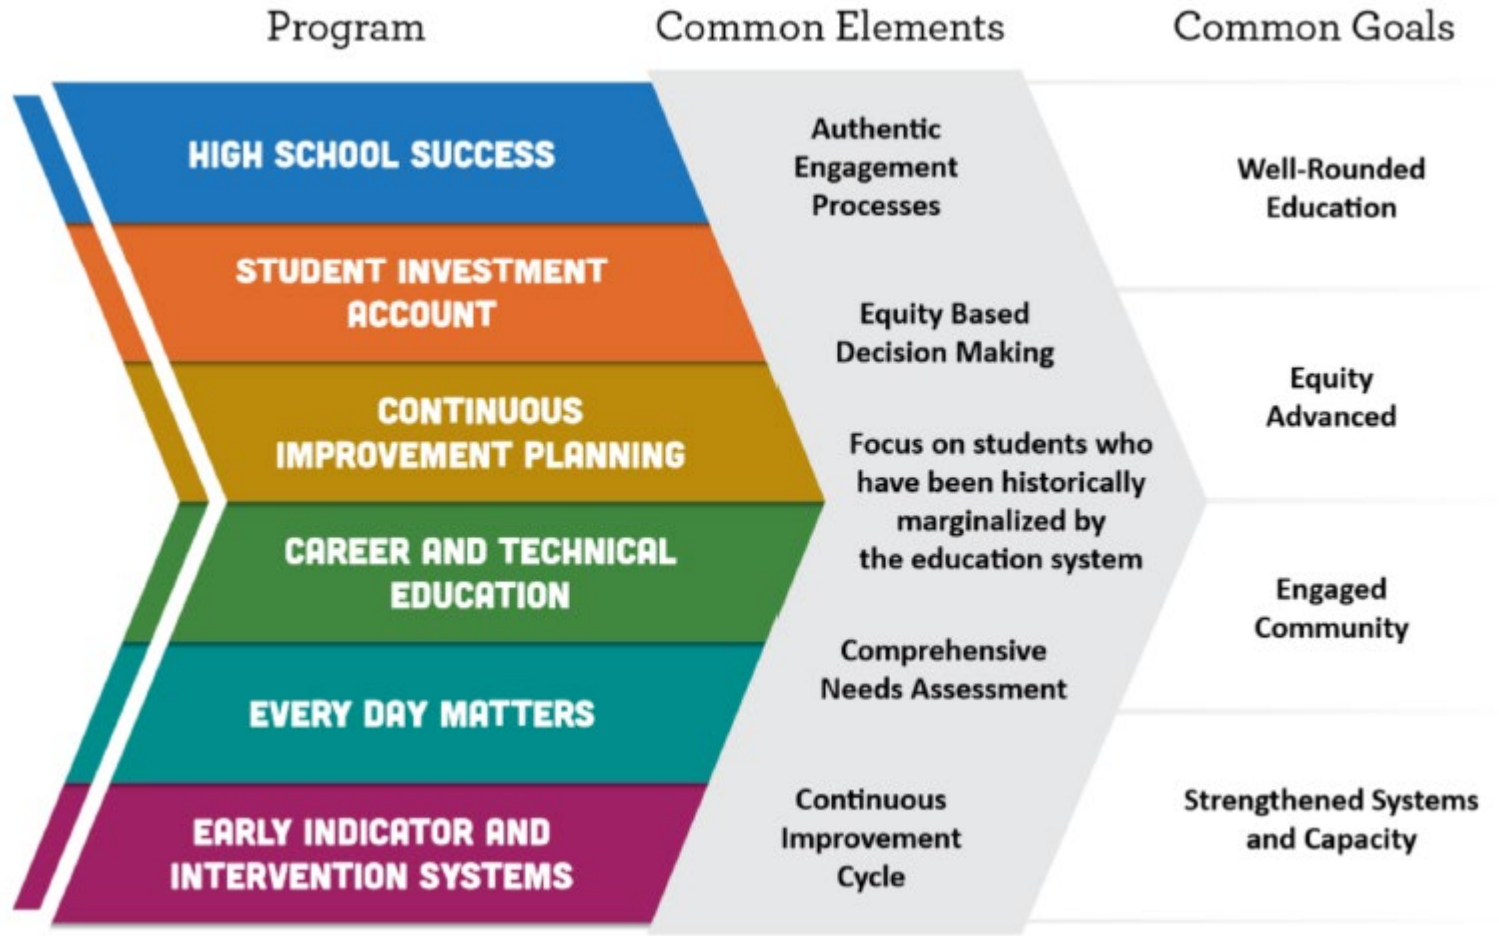 Program
Common Elements
Common Goals
HIGH SCHOOL SUCCESS
STUDENT INVESTMENT
ACCOUNT
CONTINUOUS
IMPROVEMENT PLANNING
CAREER AND TECHNICAL
EDUCATION
EVERY DAY MATTERS
EARLY INDICATOR AND
INTERVENTION SYSTEMS
Authentic
Engagement
Processes
Equity Based
Decision Making
Focus on students who
have been historically
marginalized by
the education system
Comprehensive
Needs Assessment
Continuous
Improvement
Cycle
Well-Rounded
Education
Equity
Advanced
Engaged
Community
Strengthened Systems
and Capacity